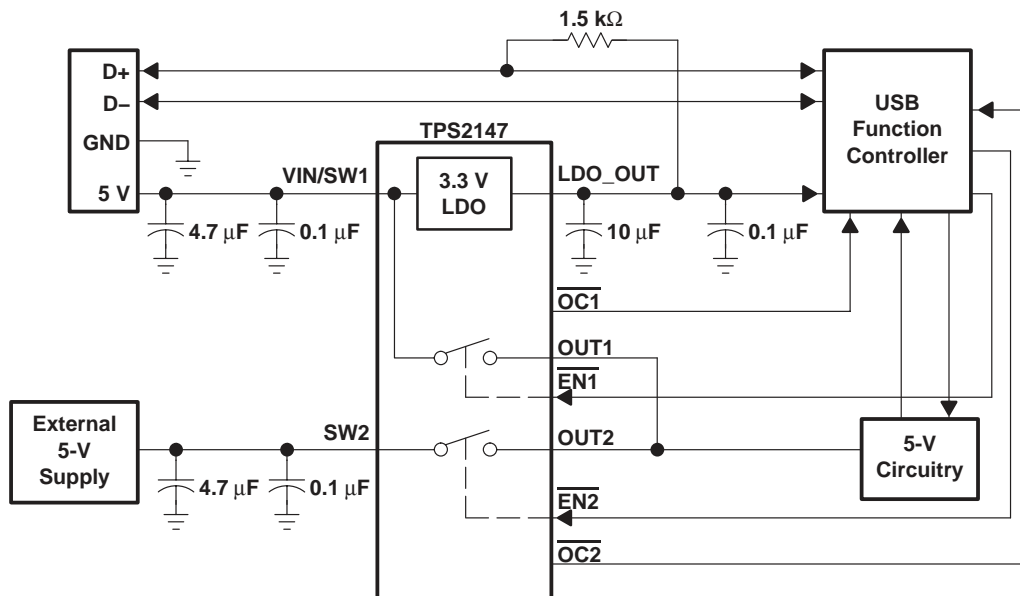 1.5 kΩ
D+
D–
GND
5 V
USB
Function
Controller
TPS2147
VIN/SW1
3.3 V
LDO
LDO_OUT
4.7 μF
0.1 μF
10 μF
0.1 μF
OC1
OUT1
EN1
External
5-V
Supply
SW2
OUT2
5-V
Circuitry
4.7 μF
0.1 μF
EN2
OC2